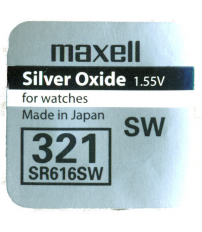 maxell
Silver Oxide 1.55V
for watches
Made in Japan
SW
321
SR616SW